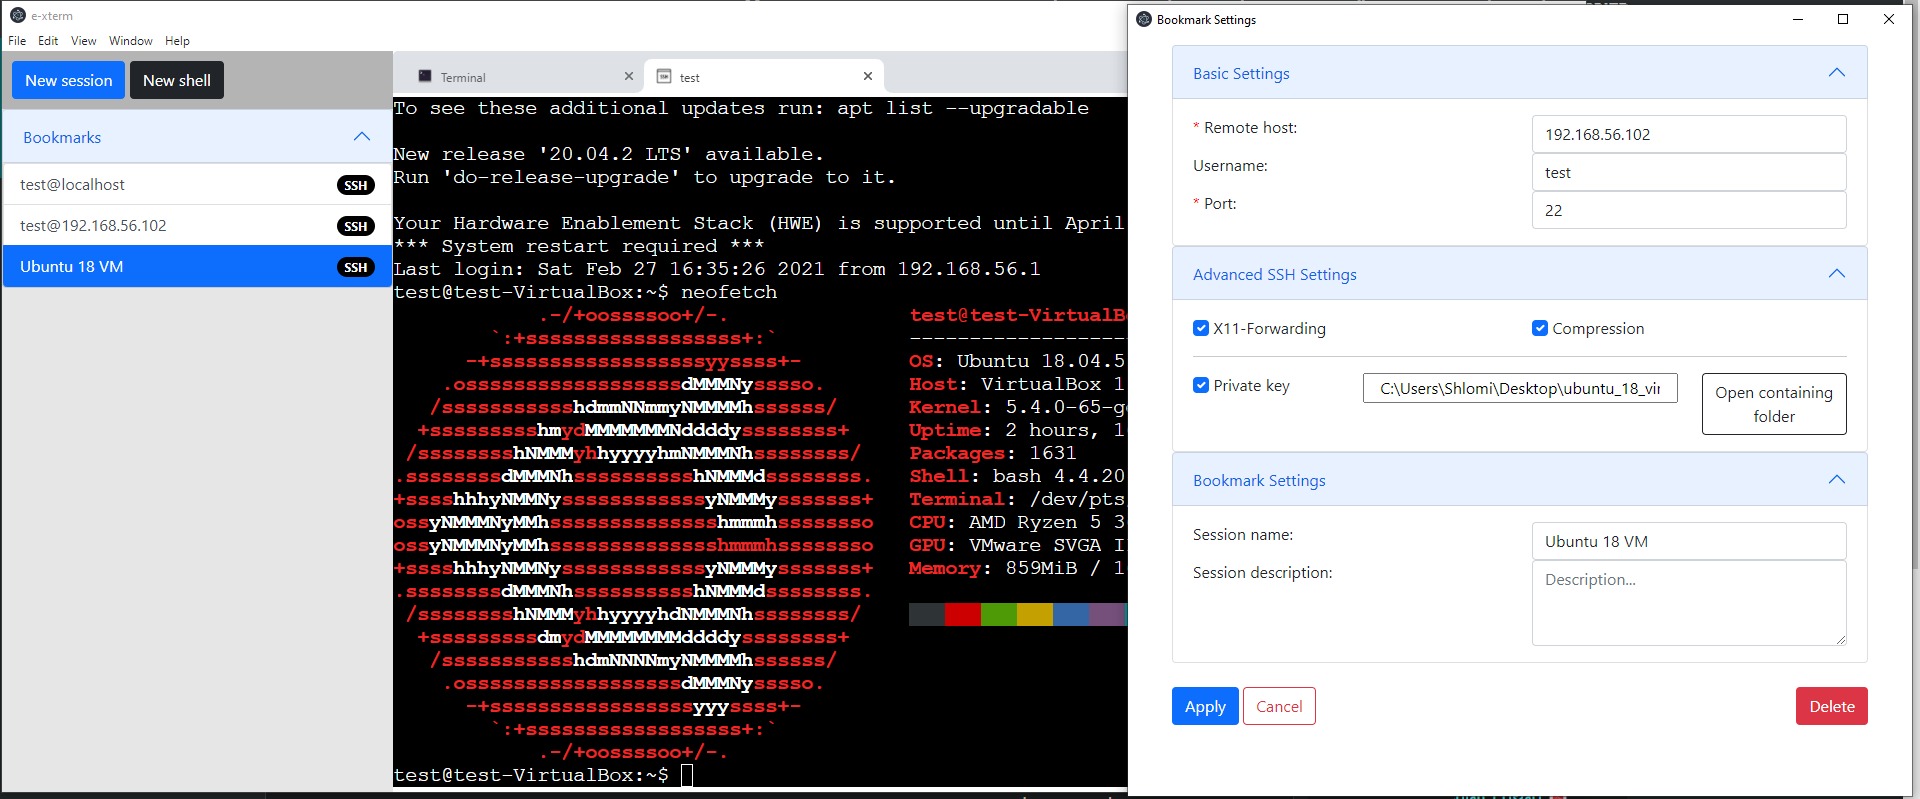 e-xterm
File Edit View Window Help
New session New shell
Bookmarks
test@localhost SSH
test@192.168.56.102 SSH
Ubuntu 18 VM SSH
Terminal
test
To see these additional updates run: apt list --upgradable
New release '20.04.2 LTS' available.
Run 'do-release-upgrade' to upgrade to it.
Your Hardware Enablement Stack (HWE) is supported until April
*** System restart required ***
Last login: Sat Feb 27 16:35:26 2021 from 192.168.56.1
test@test-VirtualBox:~$ neofetch
.-/+oossssoo+/-.
`:+ssssssssssssssssss+:`
-+ssssssssssssssssssyyssss+-
.ossssssssssssssssssdMMMNysssso.
/ssssssssssshdmmNNmmyNMMMMhssssss/
+ssssssssshmydMMMMMMMNddddyssssssss+
/sssssssshNMMMyhhyyyyhmNMMMNhssssssss/
.ssssssssdMMMNhsssssssssshNMMMdssssssss.
+sssshhhyNMMNyssssssssssssyNMMMysssssss+
ossyNMMMNyMMhsssssssssssssshmmmhssssssso
ossyNMMMNyMMhsssssssssssssshmmmhssssssso
+sssshhhyNMMNyssssssssssssyNMMMysssssss+
.ssssssssdMMMNhsssssssssshNMMMdssssssss.
/sssssssshNMMMyhhyyyyhdNMMMNhssssssss/
+sssssssssdmydMMMMMMMMddddyssssssss+
/ssssssssssshdmNNNNmyNMMMMhssssss/
.ossssssssssssssssssdMMMNysssso.
-+sssssssssssssssssyyyssss+-
`:+ssssssssssssssssss+:`
.-/+oossssoo+/-.
test@test-VirtualB
-------------------
OS: Ubuntu 18.04.5
Host: VirtualBox 1
Kernel: 5.4.0-65-g
Uptime: 2 hours, 1
Packages: 1631
Shell: bash 4.4.20
Terminal: /dev/pts
CPU: AMD Ryzen 5 3
GPU: VMware SVGA I
Memory: 859MiB / 1
test@test-VirtualBox:~$
Bookmark Settings
Basic Settings
* Remote host: 192.168.56.102
Username: test
* Port: 22
Advanced SSH Settings
X11-Forwarding Compression
Private key C:\Users\Shlomi\Desktop\ubuntu_18_vir Open containing
folder
Bookmark Settings
Session name: Ubuntu 18 VM
Session description: Description...
Apply Cancel Delete